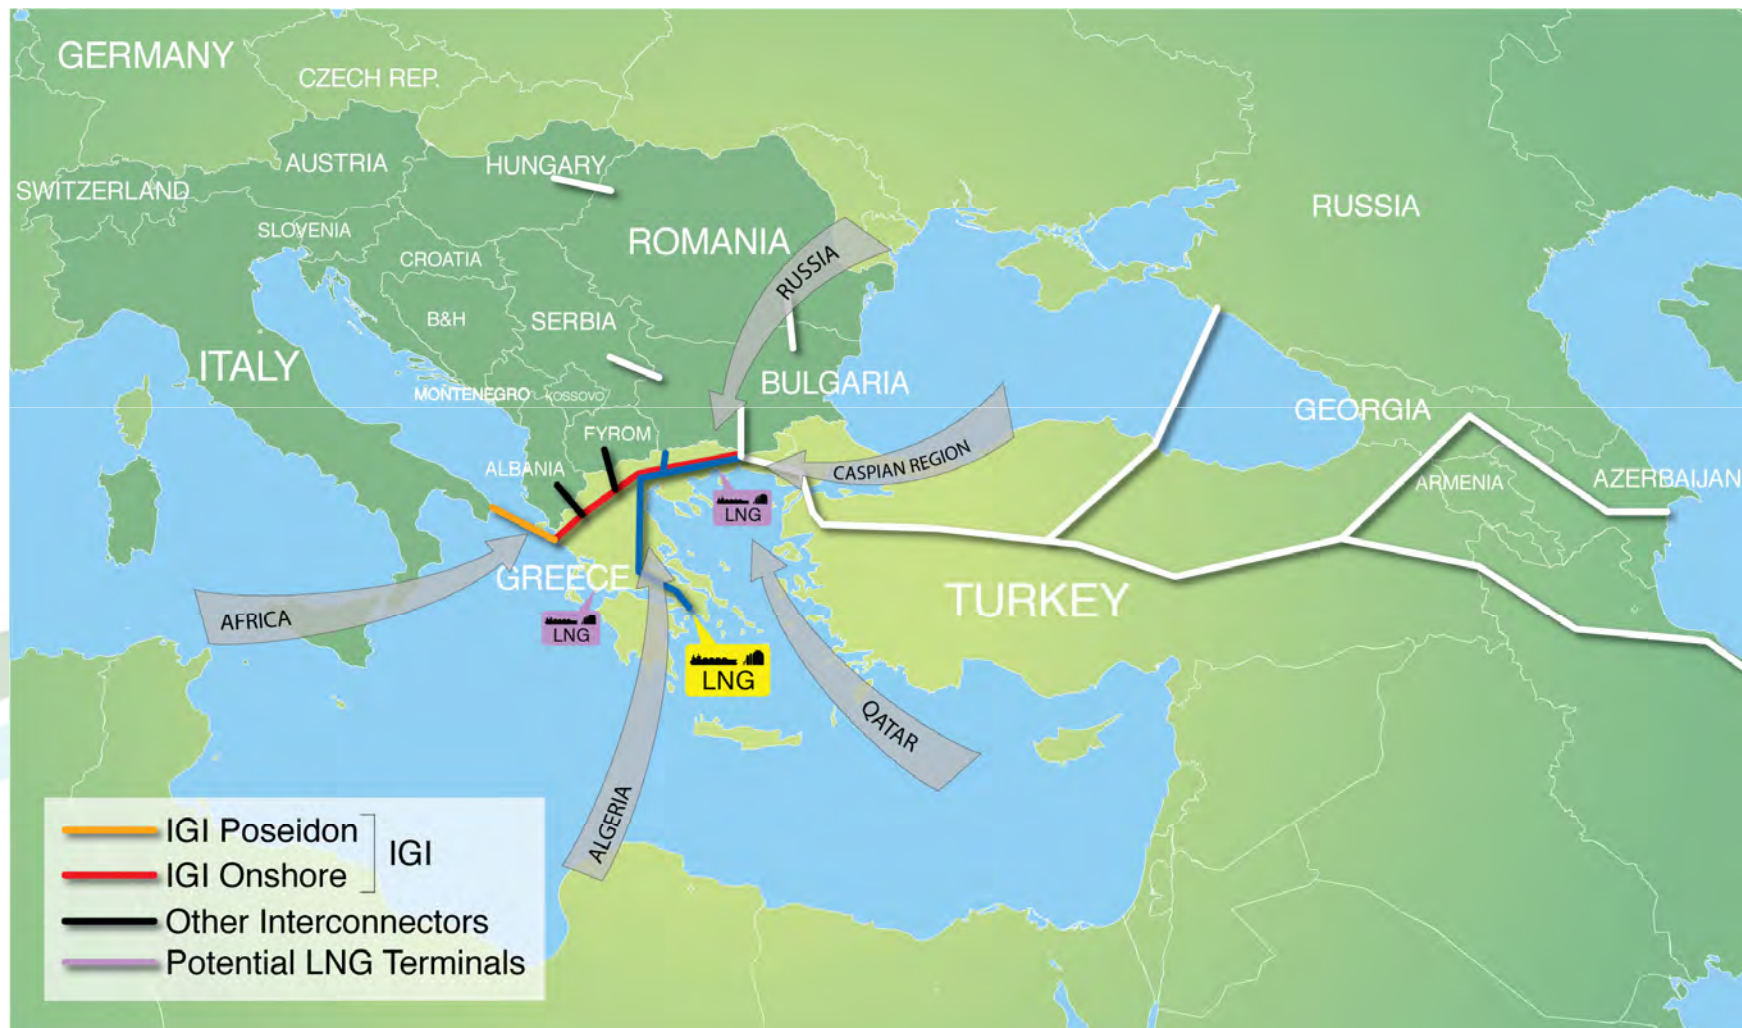 GERMANY
CZECH REP.
AUSTRIA
HUNGARY
SWITZERLAND
RUSSIA
SLOVENIA
ROMANIA
CROATIA
RUSSIA
B&H
SERBIA
ITALY
BULGARIA
MONTENEGRO
kossovo
GEORGIA
FYROM
ALBANIA
CASPIAN REGION
ARMENIA
AZERBAIJAN
LNG
GREECE
TURKEY
AFRICA
LNG
LNG
QATAR
ALGERIA
IGI Poseidon
IGI
IGI Onshore
Other Interconnectors
Potential LNG Terminals